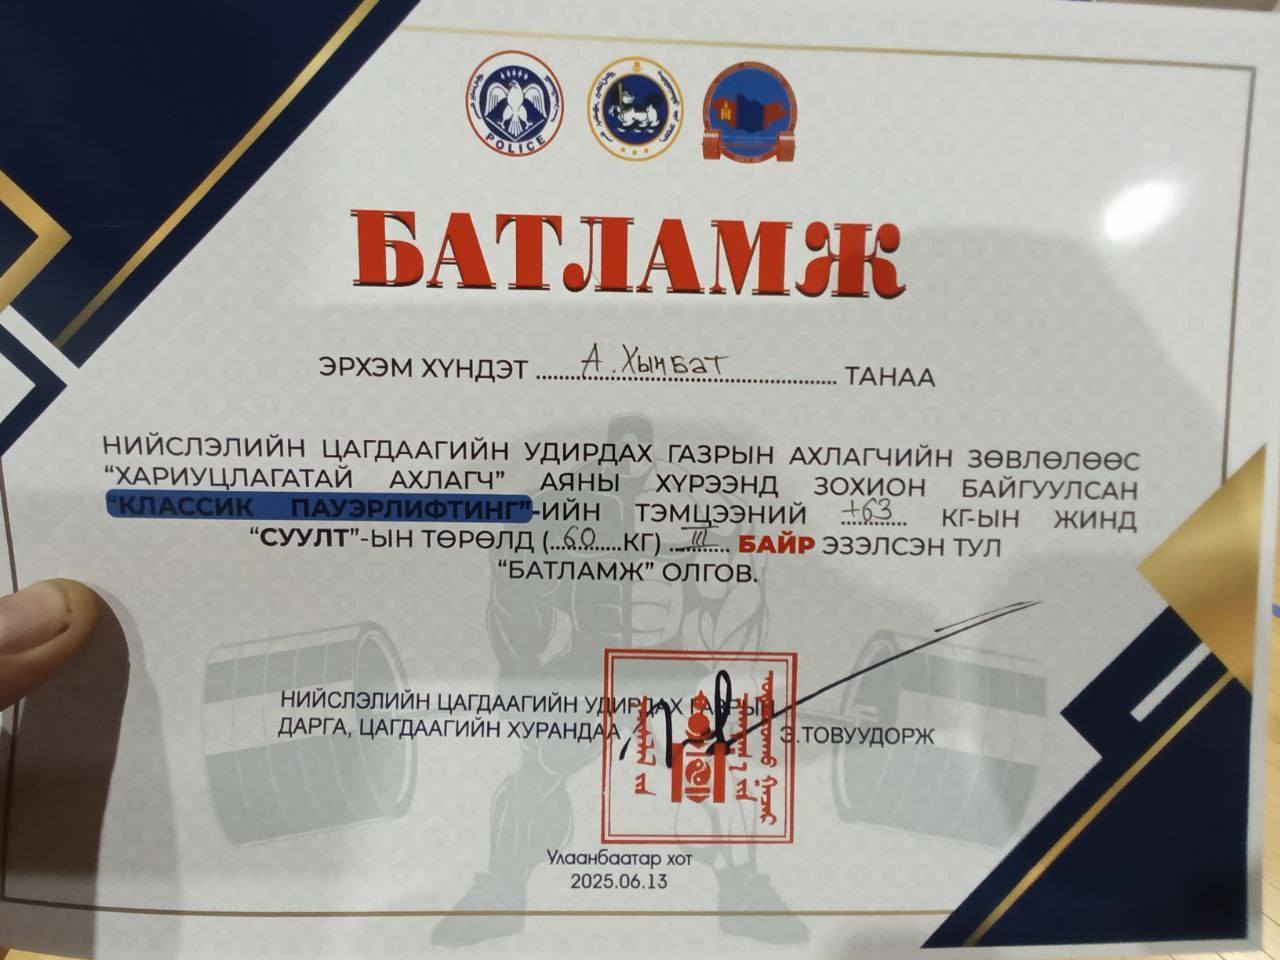 POLICE
БАТЛАМЖ
ЭРХЭМ ХҮНДЭТ ....А. Хынбат.... ТАНАА
НИЙСЛЭЛИЙН ЦАГДААГИЙН УДИРДАХ ГАЗРЫН АХЛАГЧИЙН ЗӨВЛӨЛӨӨС
“ХАРИУЦЛАГАТАЙ АХЛАГЧ” АЯНЫ ХҮРЭЭНД ЗОХИОН БАЙГУУЛСАН
“КЛАССИК ПАУЭРЛИФТИНГ”-ИЙН ТЭМЦЭЭНИЙ +63 КГ-ЫН ЖИНД
“СУУЛТ”-ЫН ТӨРӨЛД (..60...КГ) ...III.... БАЙР ЭЗЭЛСЭН ТУЛ
“БАТЛАМЖ” ОЛГОВ.
НИЙСЛЭЛИЙН ЦАГДААГИЙН УДИРДАХ ГАЗРЫН
ДАРГА, ЦАГДААГИЙН ХУРАНДАА Э.ТОВУУДОРЖ
Улаанбаатар хот
2025.06.13